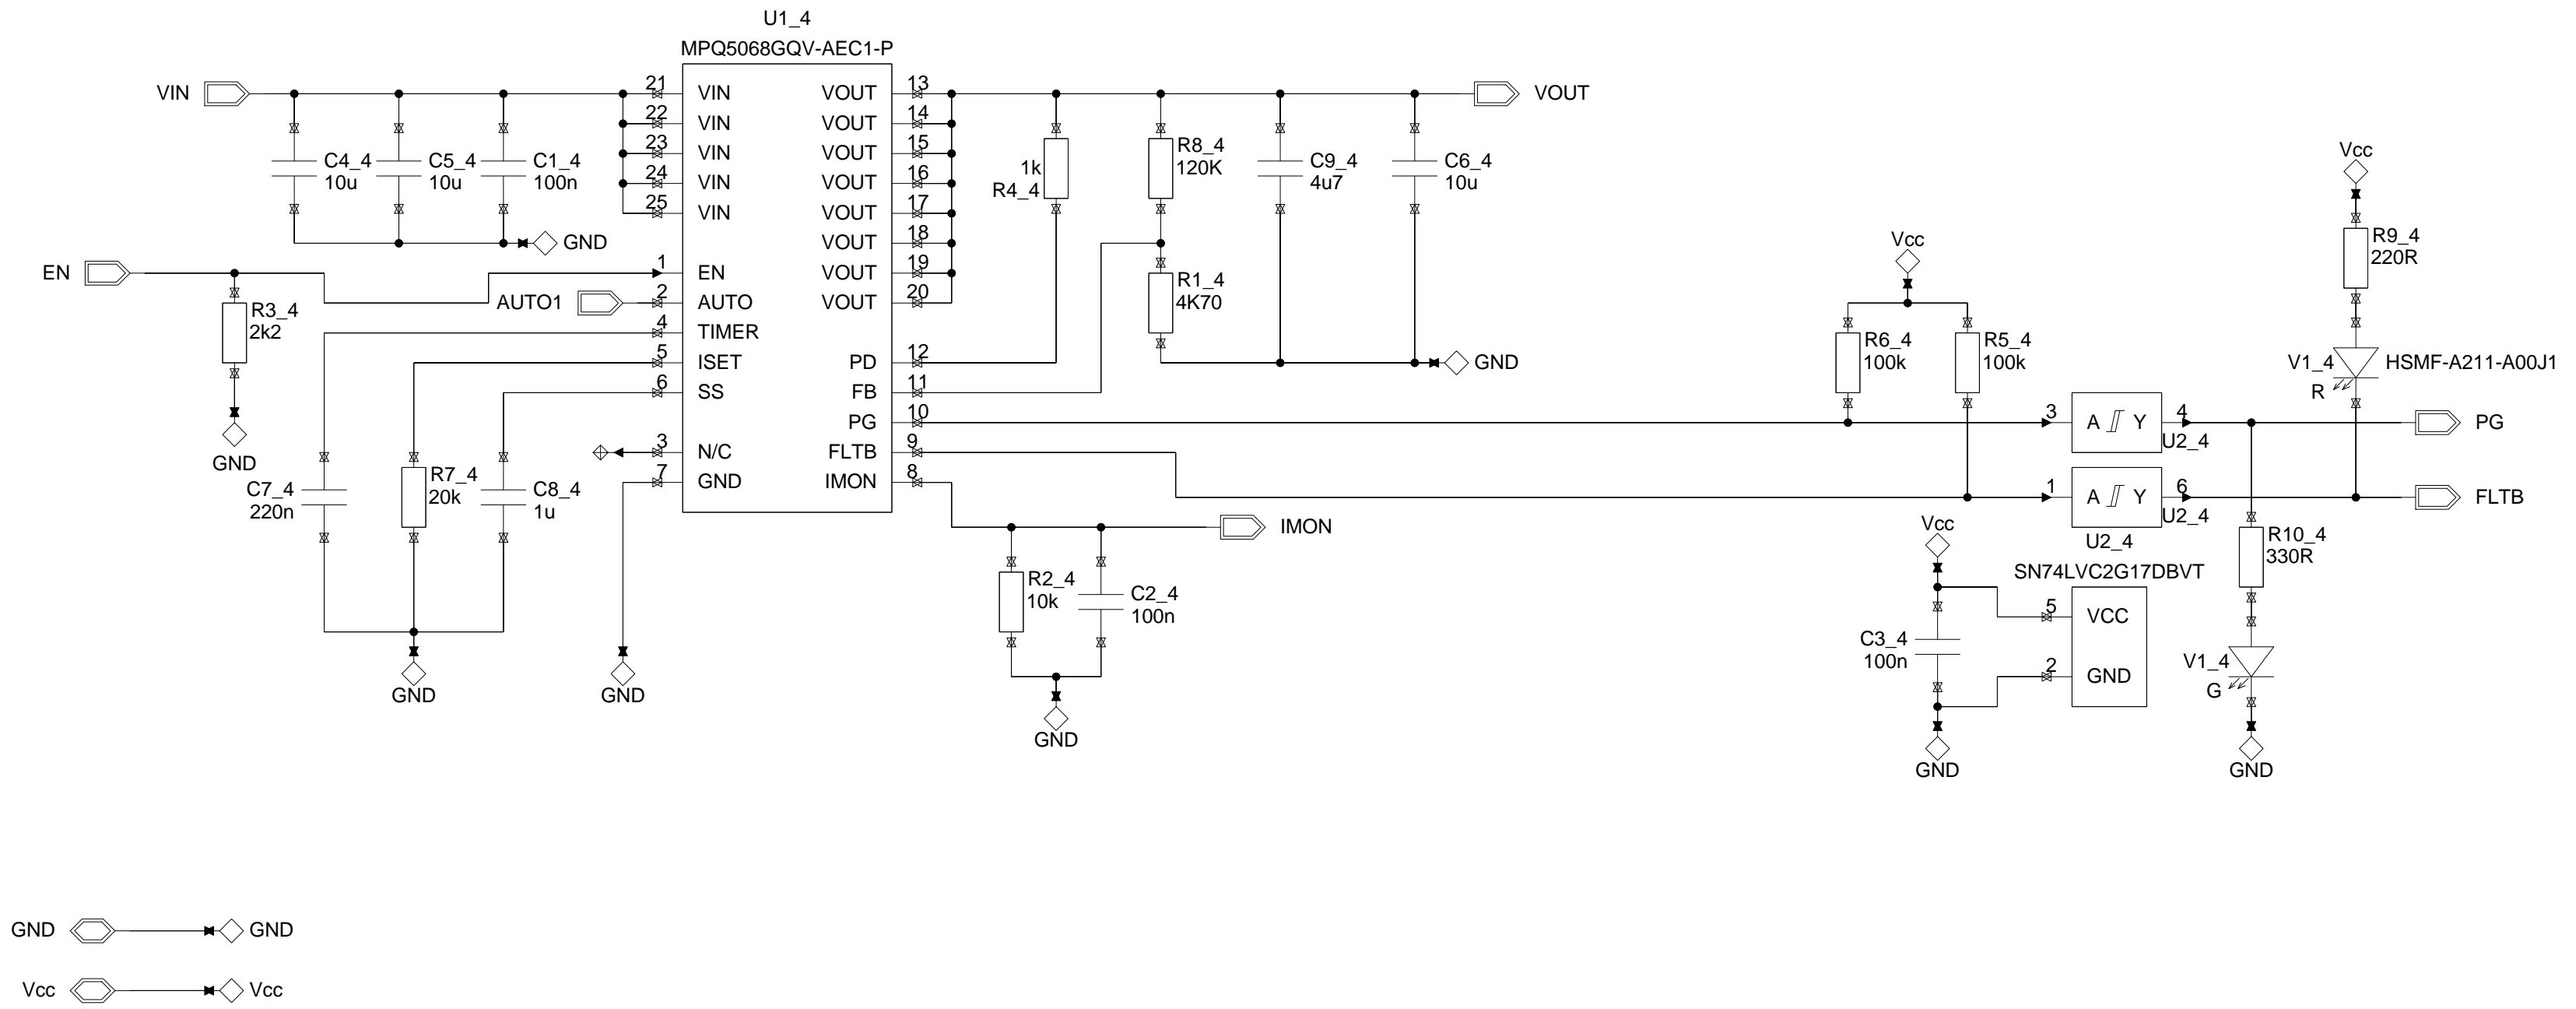 U1_4
MPQ5068GQV-AEC1-P
VIN
21
VIN
22
VIN
23
VIN
24
VIN
25
VIN
VOUT
13
VOUT
14
VOUT
15
VOUT
16
VOUT
17
VOUT
18
VOUT
19
VOUT
20
VOUT
C4_4
10u
C5_4
10u
C1_4
100n
GND
EN
1
EN
AUTO1
2
AUTO
4
TIMER
5
ISET
6
SS
3
N/C
7
GND
PD
12
FB
11
PG
10
FLTB
9
IMON
8
R3_4
2k2
GND
C7_4
220n
R7_4
20k
C8_4
1u
GND
GND
1k
R4_4
R8_4
120K
R1_4
4K70
C9_4
4u7
C6_4
10u
GND
IMON
R2_4
10k
C2_4
100n
GND
Vcc
R6_4
100k
R5_4
100k
Vcc
R9_4
220R
V1_4
R
HSMF-A211-A00J1
3
A
Y
4
U2_4
PG
1
A
Y
6
U2_4
FLTB
U2_4
SN74LVC2G17DBVT
Vcc
5
VCC
2
GND
C3_4
100n
GND
R10_4
330R
V1_4
G
GND
GND
GND
Vcc
Vcc